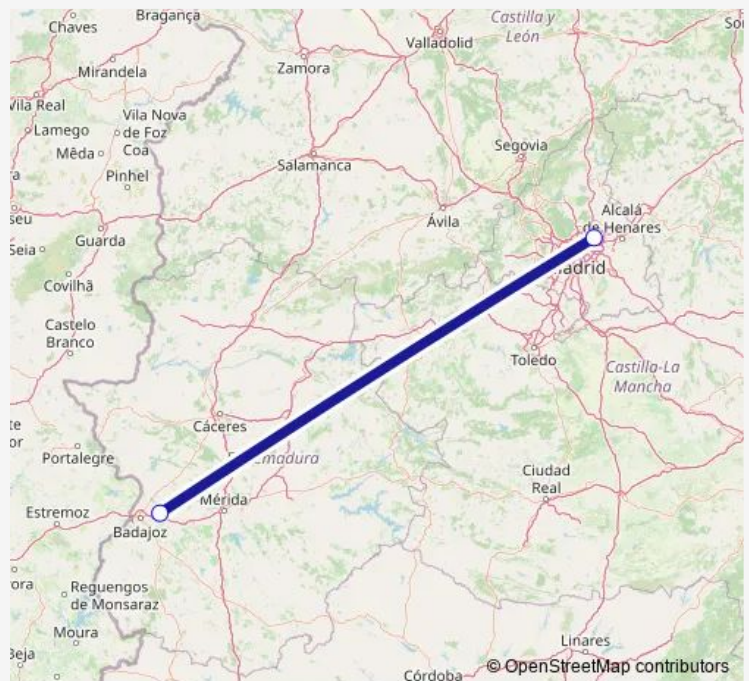 Chaves
Bragança
Castilla y
León
Valladolid
Mirandela
Zamora
Vila Real
Vila Nova
de Foz
Coa
Lamego
Mêda
Segovia
Salamanca
Pinhel
Ávila
Alcalá
de Henares
Guarda
Seia
Covilhã
Castelo
Branco
Toledo
Castilla-La
Mancha
Cáceres
Portalegre
Ciudad
Real
Mérida
Estremoz
Badajoz
Reguengos
de Monsaraz
Moura
Beja
Linares
Córdoba
© OpenStreetMap contributors